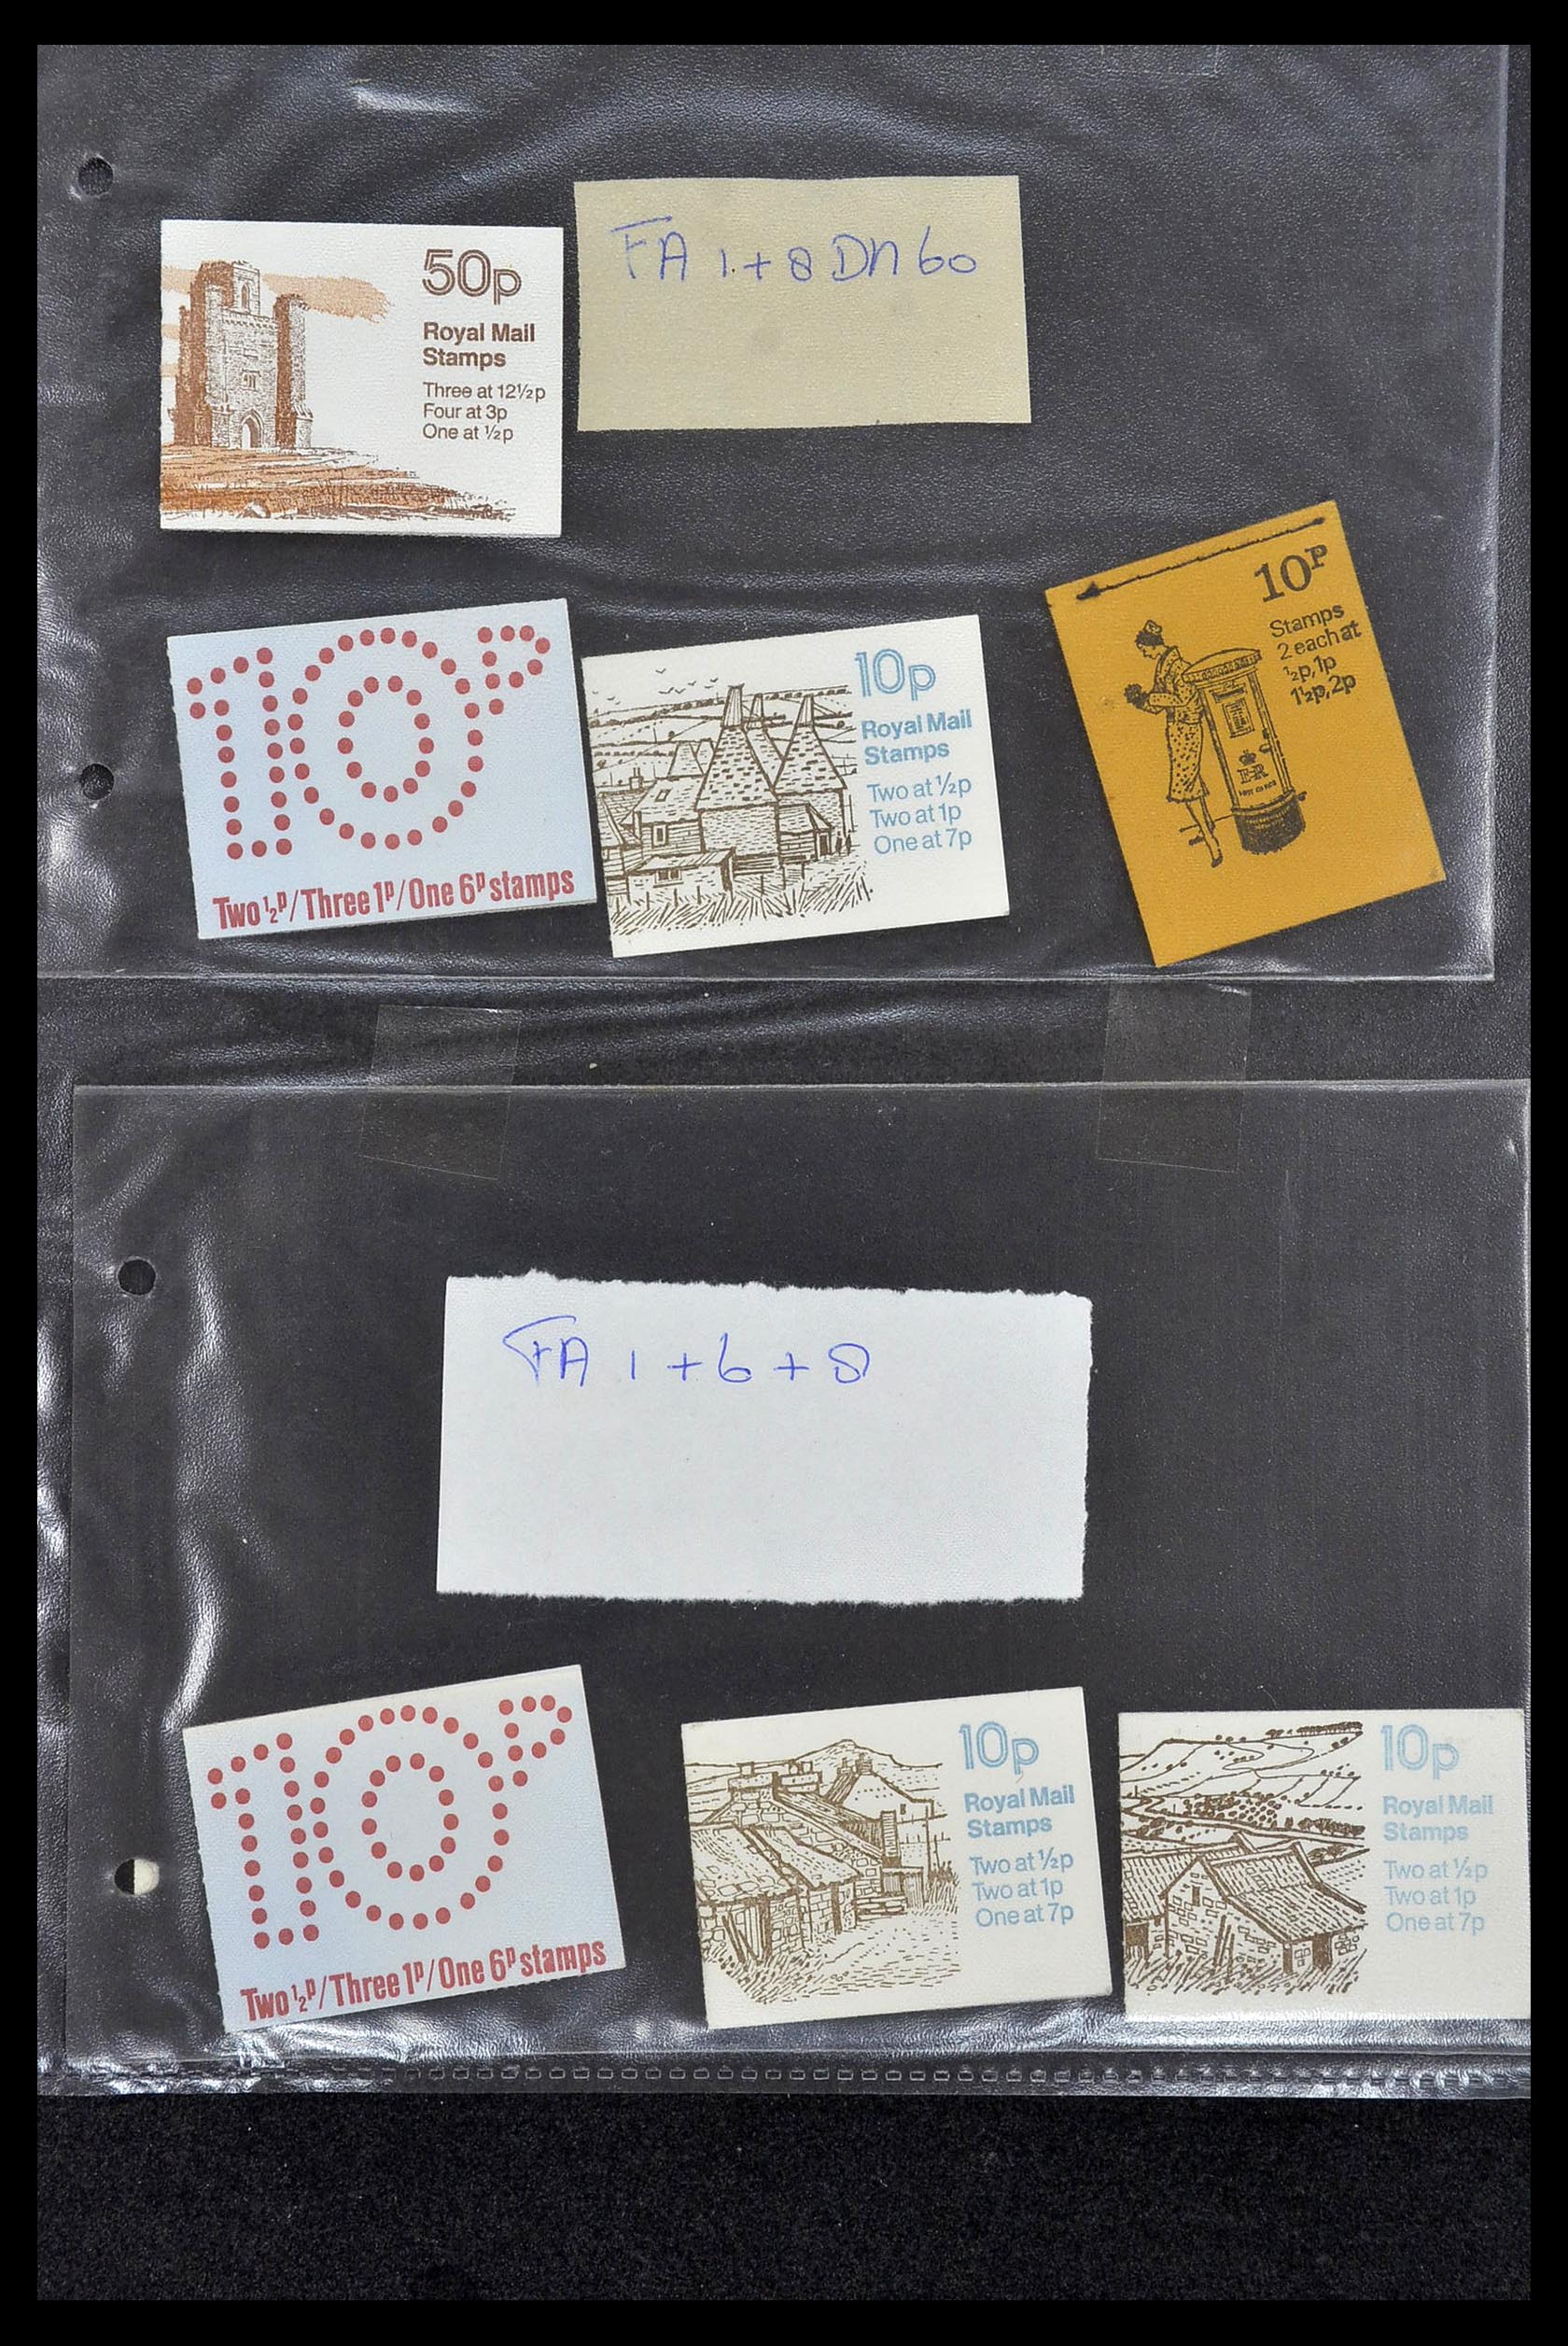 50p
Royal Mail
Stamps
Three at 12½p
Four at 3p
One at ½p
FA 1+8 DN 60
10P
Two ½P/Three 1P/One 6P stamps
10p
Royal Mail
Stamps
Two at ½p
Two at 1p
One at 7p
10P
Stamps
2 each at
½p, 1p
1½p, 2p
E R
POST OFFICE
FA 1+6+8
10P
Two ½P/Three 1P/One 6P stamps
10p
Royal Mail
Stamps
Two at ½p
Two at 1p
One at 7p
10p
Royal Mail
Stamps
Two at ½p
Two at 1p
One at 7p